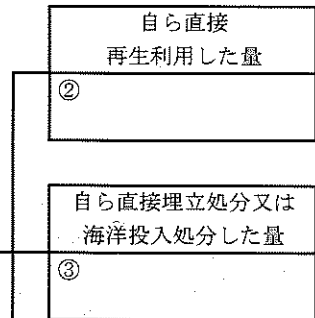 自ら直接
再生利用した量
②
自ら直接埋立処分又は
海洋投入処分した量
③